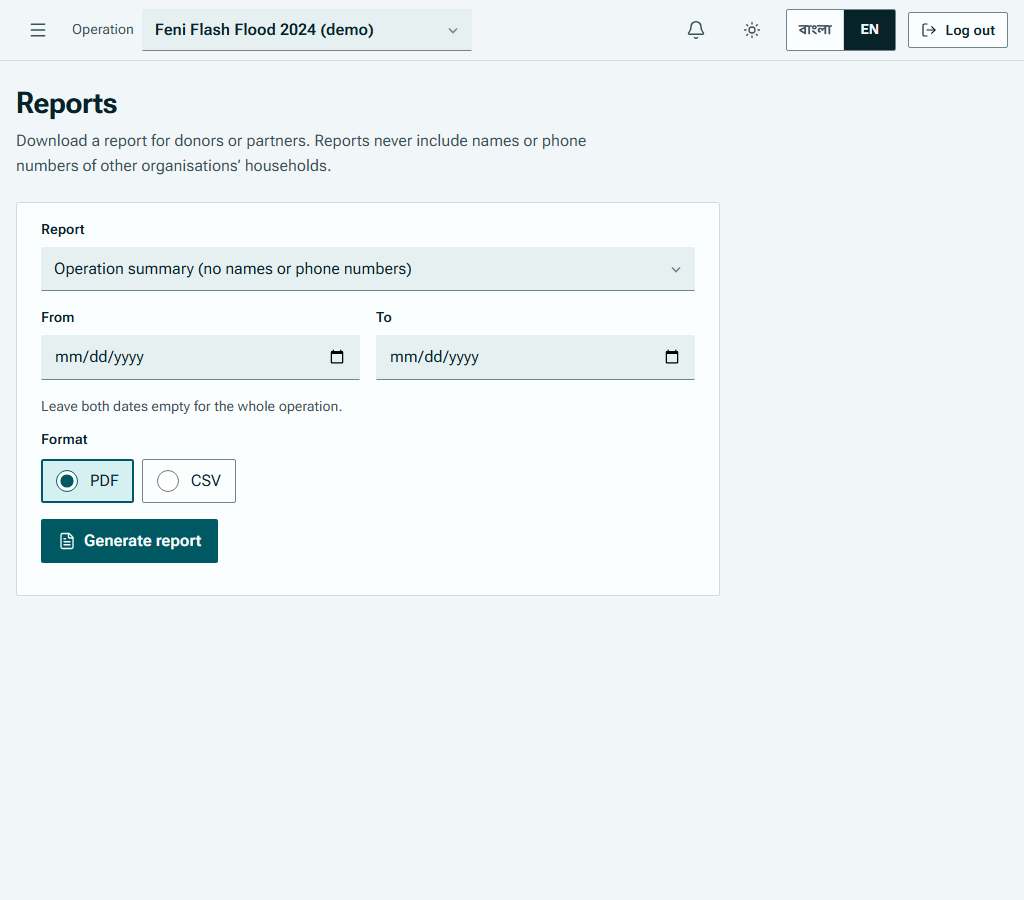 Operation
Feni Flash Flood 2024 (demo)
বাংলা
EN
Log out
Reports
Download a report for donors or partners. Reports never include names or phone
numbers of other organisations’ households.
Report
Operation summary (no names or phone numbers)
From
To
mm/dd/yyyy
mm/dd/yyyy
Leave both dates empty for the whole operation.
Format
PDF
CSV
Generate report